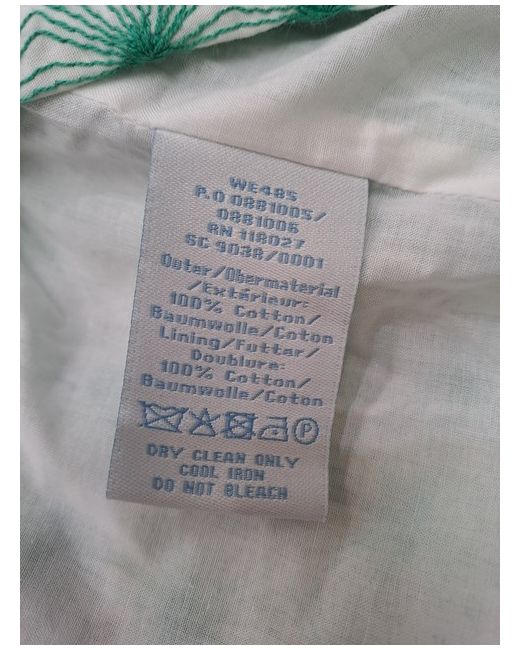 WE485
P.O 0881005/
0881006
RN 118027
SC 9038/0001
Outer/Obermaterial
/Extérieur:
100% Cotton/
Baumwolle/Coton
Lining/Futter/
Doublure:
100% Cotton/
Baumwolle/Coton
P
DRY CLEAN ONLY
COOL IRON
DO NOT BLEACH